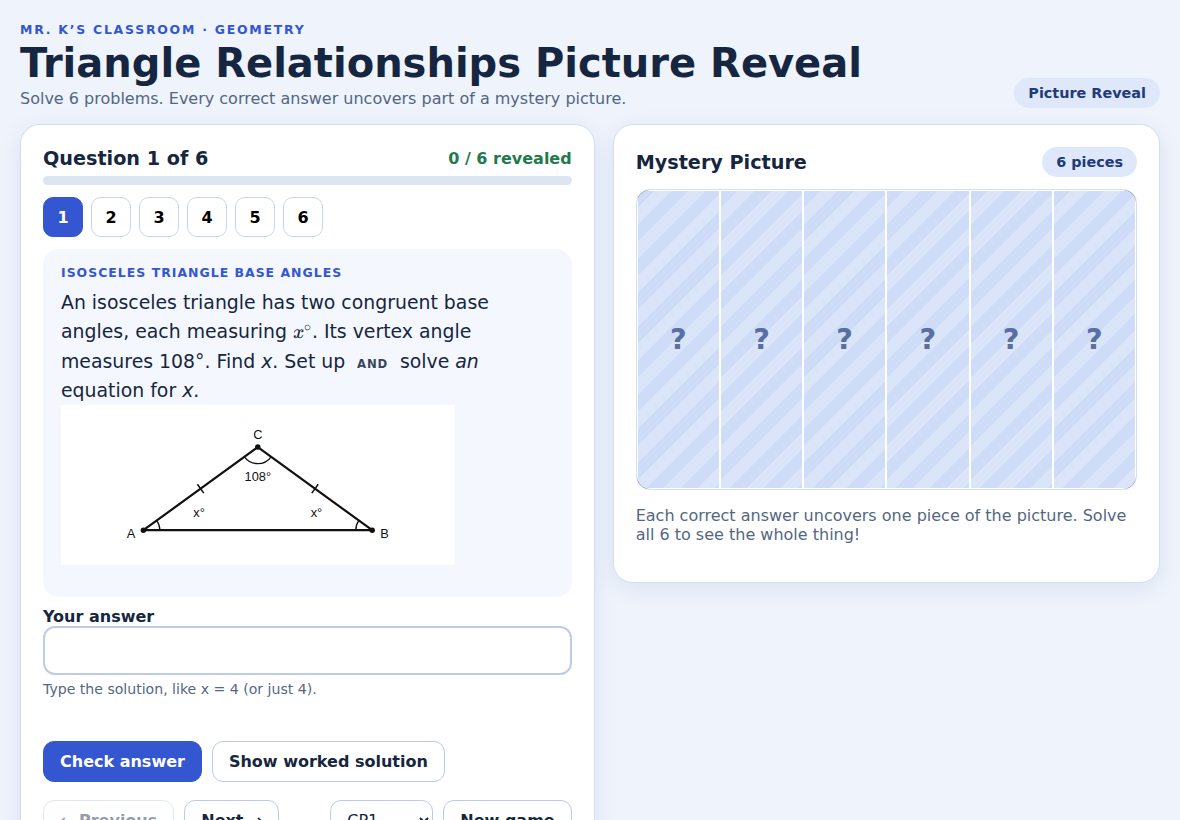 MR. K’S CLASSROOM · GEOMETRY
Triangle Relationships Picture Reveal
Solve 6 problems. Every correct answer uncovers part of a mystery picture.
Picture Reveal
Question 1 of 6
0 / 6 revealed
1 2 3 4 5 6
ISOSCELES TRIANGLE BASE ANGLES
An isosceles triangle has two congruent base
angles, each measuring x°. Its vertex angle
measures 108°. Find x. Set up AND solve an
equation for x.
C
108°
x° x°
A B
Your answer
Type the solution, like x = 4 (or just 4).
Check answer
Show worked solution
← Previous
Next →
CP1
New game
Mystery Picture
6 pieces
? ? ? ? ? ?
Each correct answer uncovers one piece of the picture. Solve
all 6 to see the whole thing!